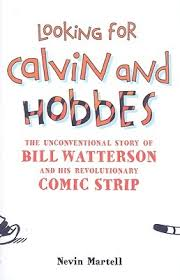 LOOKING FOR
CALVIN AND
HOBBES
THE UNCONVENTIONAL STORY OF
BILL WATTERSON
AND HIS REVOLUTIONARY
COMIC STRIP
Nevin Martell